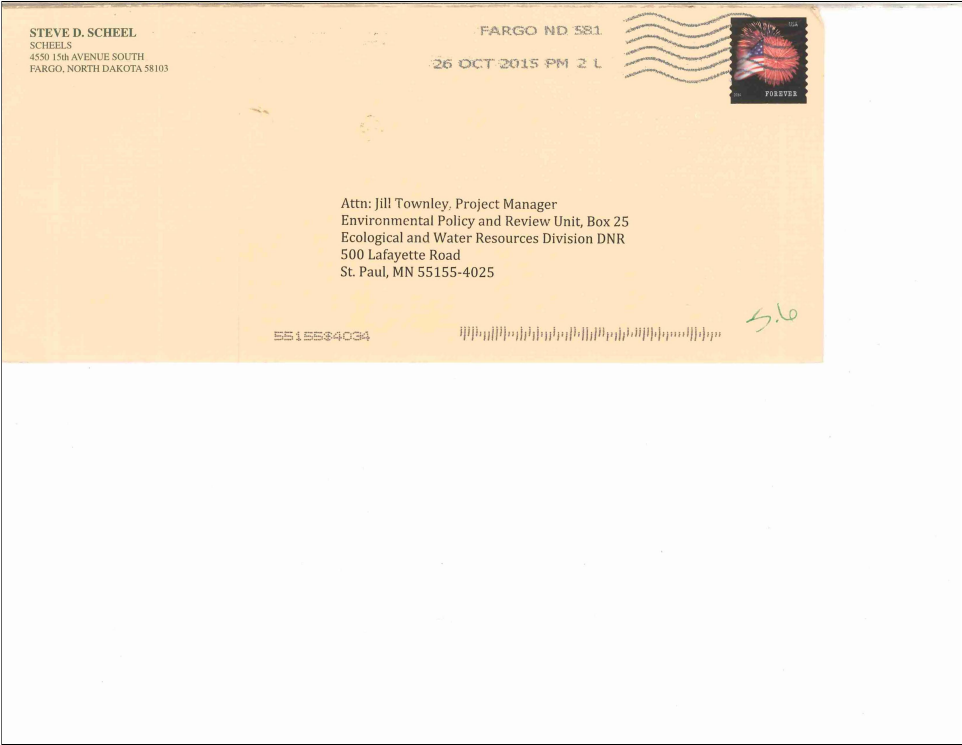 STEVE D. SCHEEL
SCHEELS
4550 15th AVENUE SOUTH
FARGO, NORTH DAKOTA 58103
FARGO ND 581
26 OCT 2015 PM 2 L
USA
FOREVER
Attn: Jill Townley, Project Manager
Environmental Policy and Review Unit, Box 25
Ecological and Water Resources Division DNR
500 Lafayette Road
St. Paul, MN 55155-4025
55155$4034
5.6